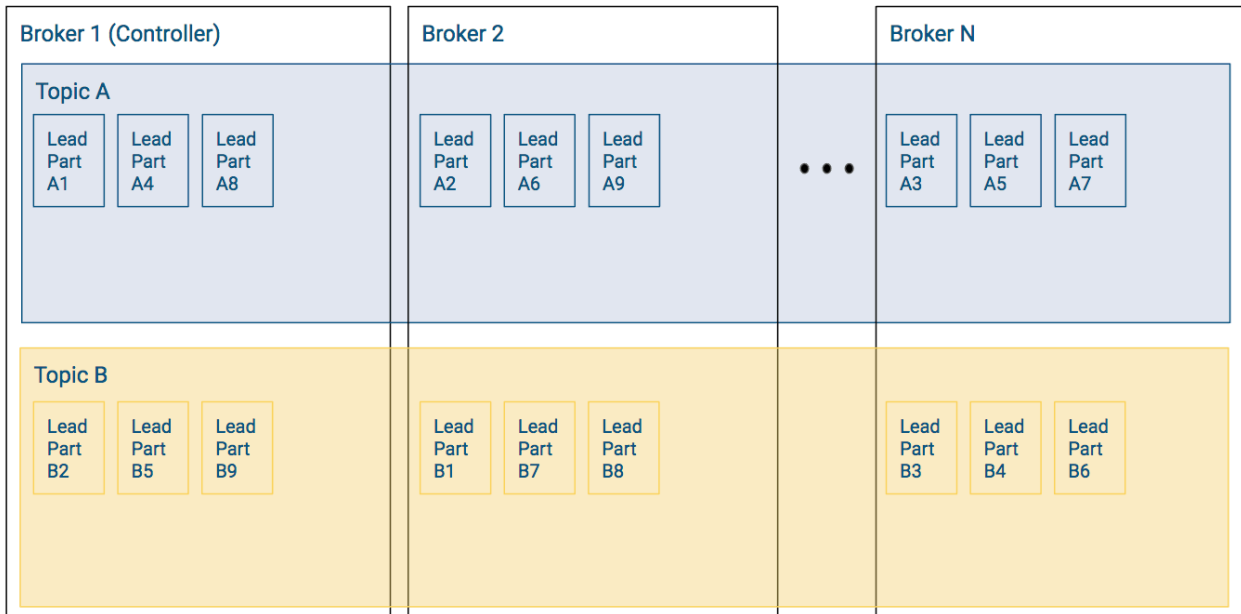 Broker 1 (Controller)
Broker 2
Broker N
Topic A
Lead
Part
A1
Lead
Part
A4
Lead
Part
A8
Lead
Part
A2
Lead
Part
A6
Lead
Part
A9
Lead
Part
A3
Lead
Part
A5
Lead
Part
A7
Topic B
Lead
Part
B2
Lead
Part
B5
Lead
Part
B9
Lead
Part
B1
Lead
Part
B7
Lead
Part
B8
Lead
Part
B3
Lead
Part
B4
Lead
Part
B6